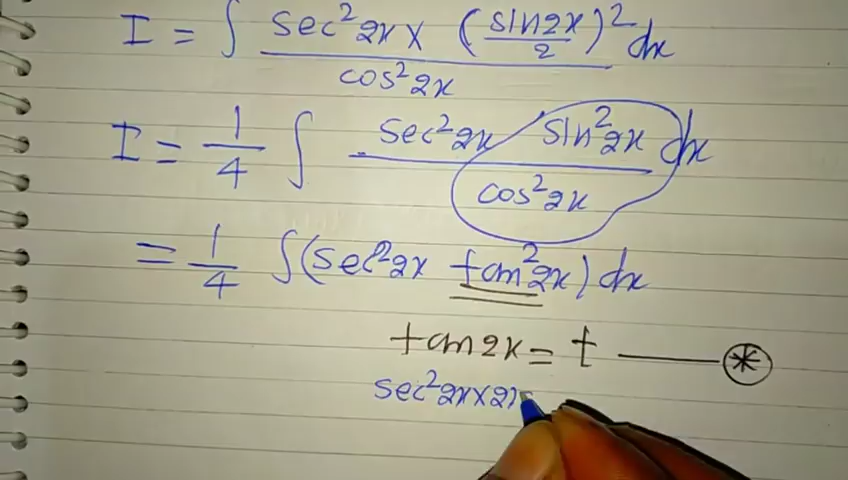 I = ∫ sec²2x × (sin2x/2)² dx / cos²2x
I = 1/4 ∫ sec²2x sin²2x dx / cos²2x
= 1/4 ∫(sec²2x tan²2x) dx
tan2x = t —— *
sec²2x×2